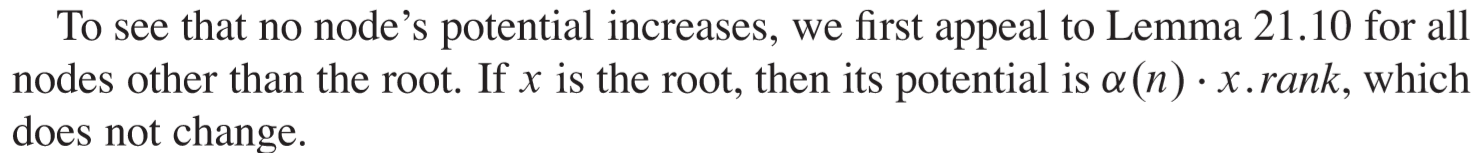 To see that no node’s potential increases, we first appeal to Lemma 21.10 for all
nodes other than the root. If x is the root, then its potential is α(n) · x.rank, which
does not change.